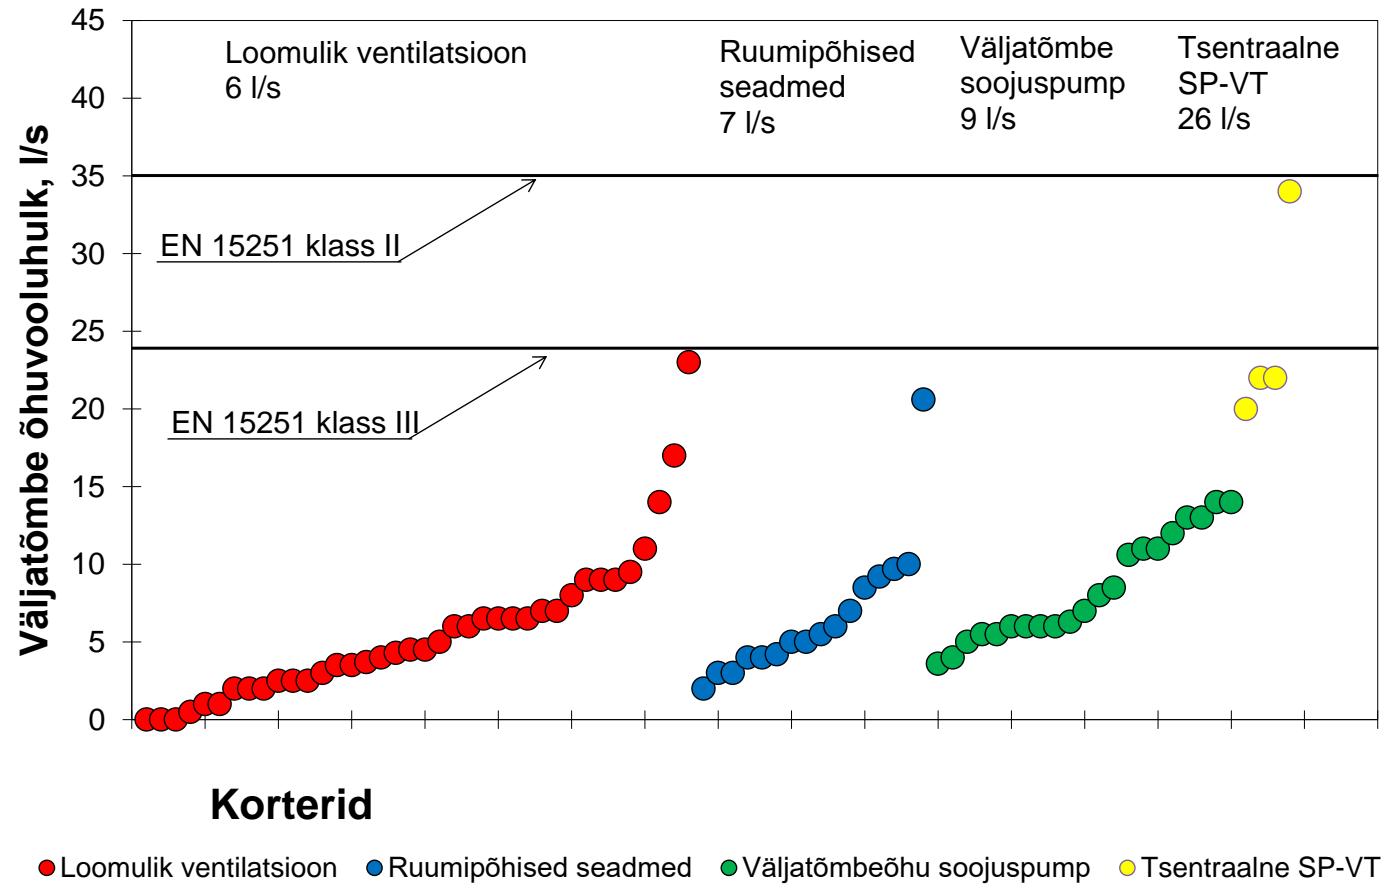 Väljatõmbe õhuvooluhulk, l/s
45
40
35
30
25
20
15
10
5
0
Loomulik ventilatsioon
6 l/s
Ruumipõhised
seadmed
7 l/s
Väljatõmbe
soojuspump
9 l/s
Tsentraalne
SP-VT
26 l/s
EN 15251 klass II
EN 15251 klass III
Korterid
Loomulik ventilatsioon
Ruumipõhised seadmed
Väljatõmbeõhu soojuspump
Tsentraalne SP-VT